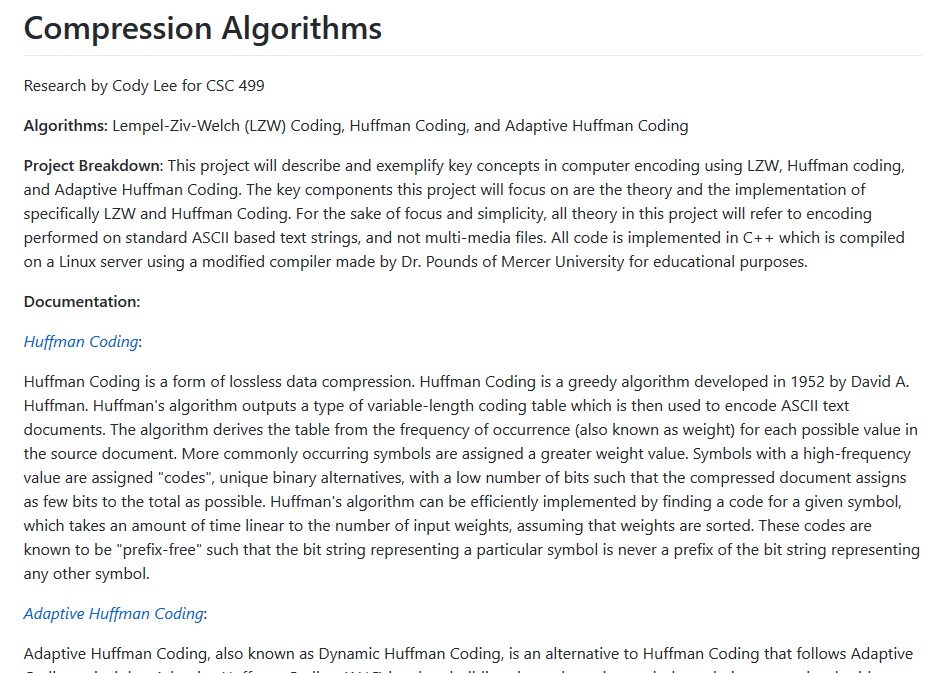 Compression Algorithms
Research by Cody Lee for CSC 499
Algorithms: Lempel-Ziv-Welch (LZW) Coding, Huffman Coding, and Adaptive Huffman Coding
Project Breakdown: This project will describe and exemplify key concepts in computer encoding using LZW, Huffman coding,
and Adaptive Huffman Coding. The key components this project will focus on are the theory and the implementation of
specifically LZW and Huffman Coding. For the sake of focus and simplicity, all theory in this project will refer to encoding
performed on standard ASCII based text strings, and not multi-media files. All code is implemented in C++ which is compiled
on a Linux server using a modified compiler made by Dr. Pounds of Mercer University for educational purposes.
Documentation:
Huffman Coding:
Huffman Coding is a form of lossless data compression. Huffman Coding is a greedy algorithm developed in 1952 by David A.
Huffman. Huffman's algorithm outputs a type of variable-length coding table which is then used to encode ASCII text
documents. The algorithm derives the table from the frequency of occurrence (also known as weight) for each possible value in
the source document. More commonly occurring symbols are assigned a greater weight value. Symbols with a high-frequency
value are assigned "codes", unique binary alternatives, with a low number of bits such that the compressed document assigns
as few bits to the total as possible. Huffman's algorithm can be efficiently implemented by finding a code for a given symbol,
which takes an amount of time linear to the number of input weights, assuming that weights are sorted. These codes are
known to be "prefix-free" such that the bit string representing a particular symbol is never a prefix of the bit string representing
any other symbol.
Adaptive Huffman Coding:
Adaptive Huffman Coding, also known as Dynamic Huffman Coding, is an alternative to Huffman Coding that follows Adaptive